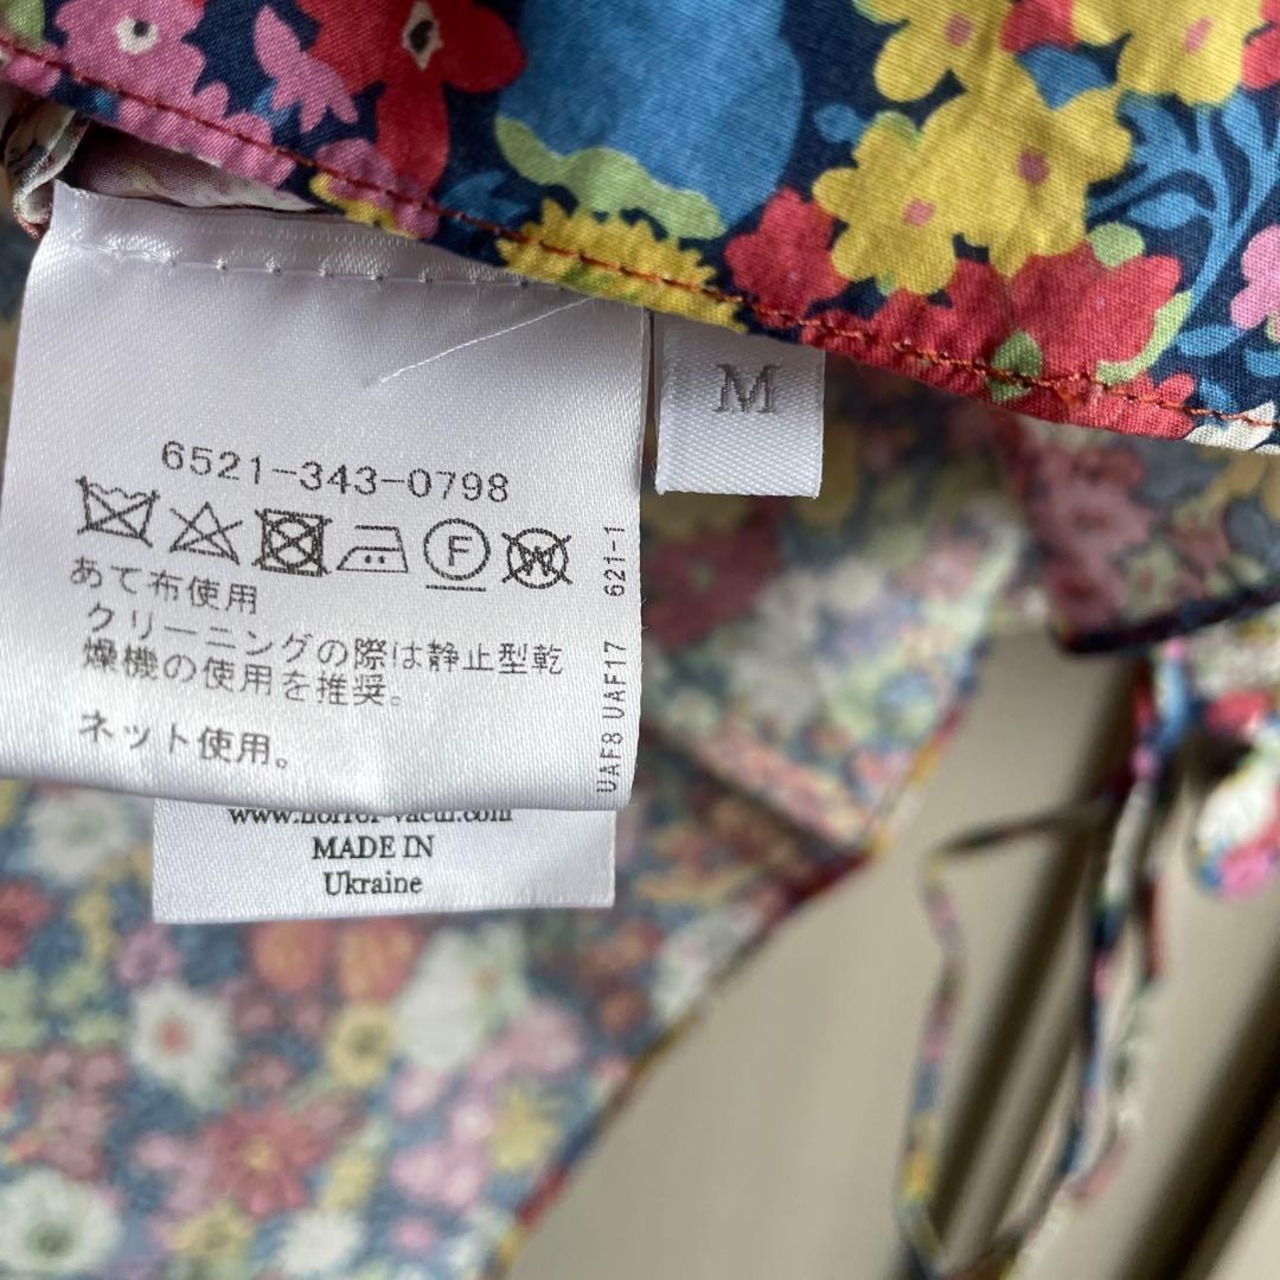 M
6521-343-0798
F W
あて布使用
クリーニングの際は静止型乾
燥機の使用を推奨。
ネット使用。
UAF8 UAF17 621-1
MADE IN
Ukraine